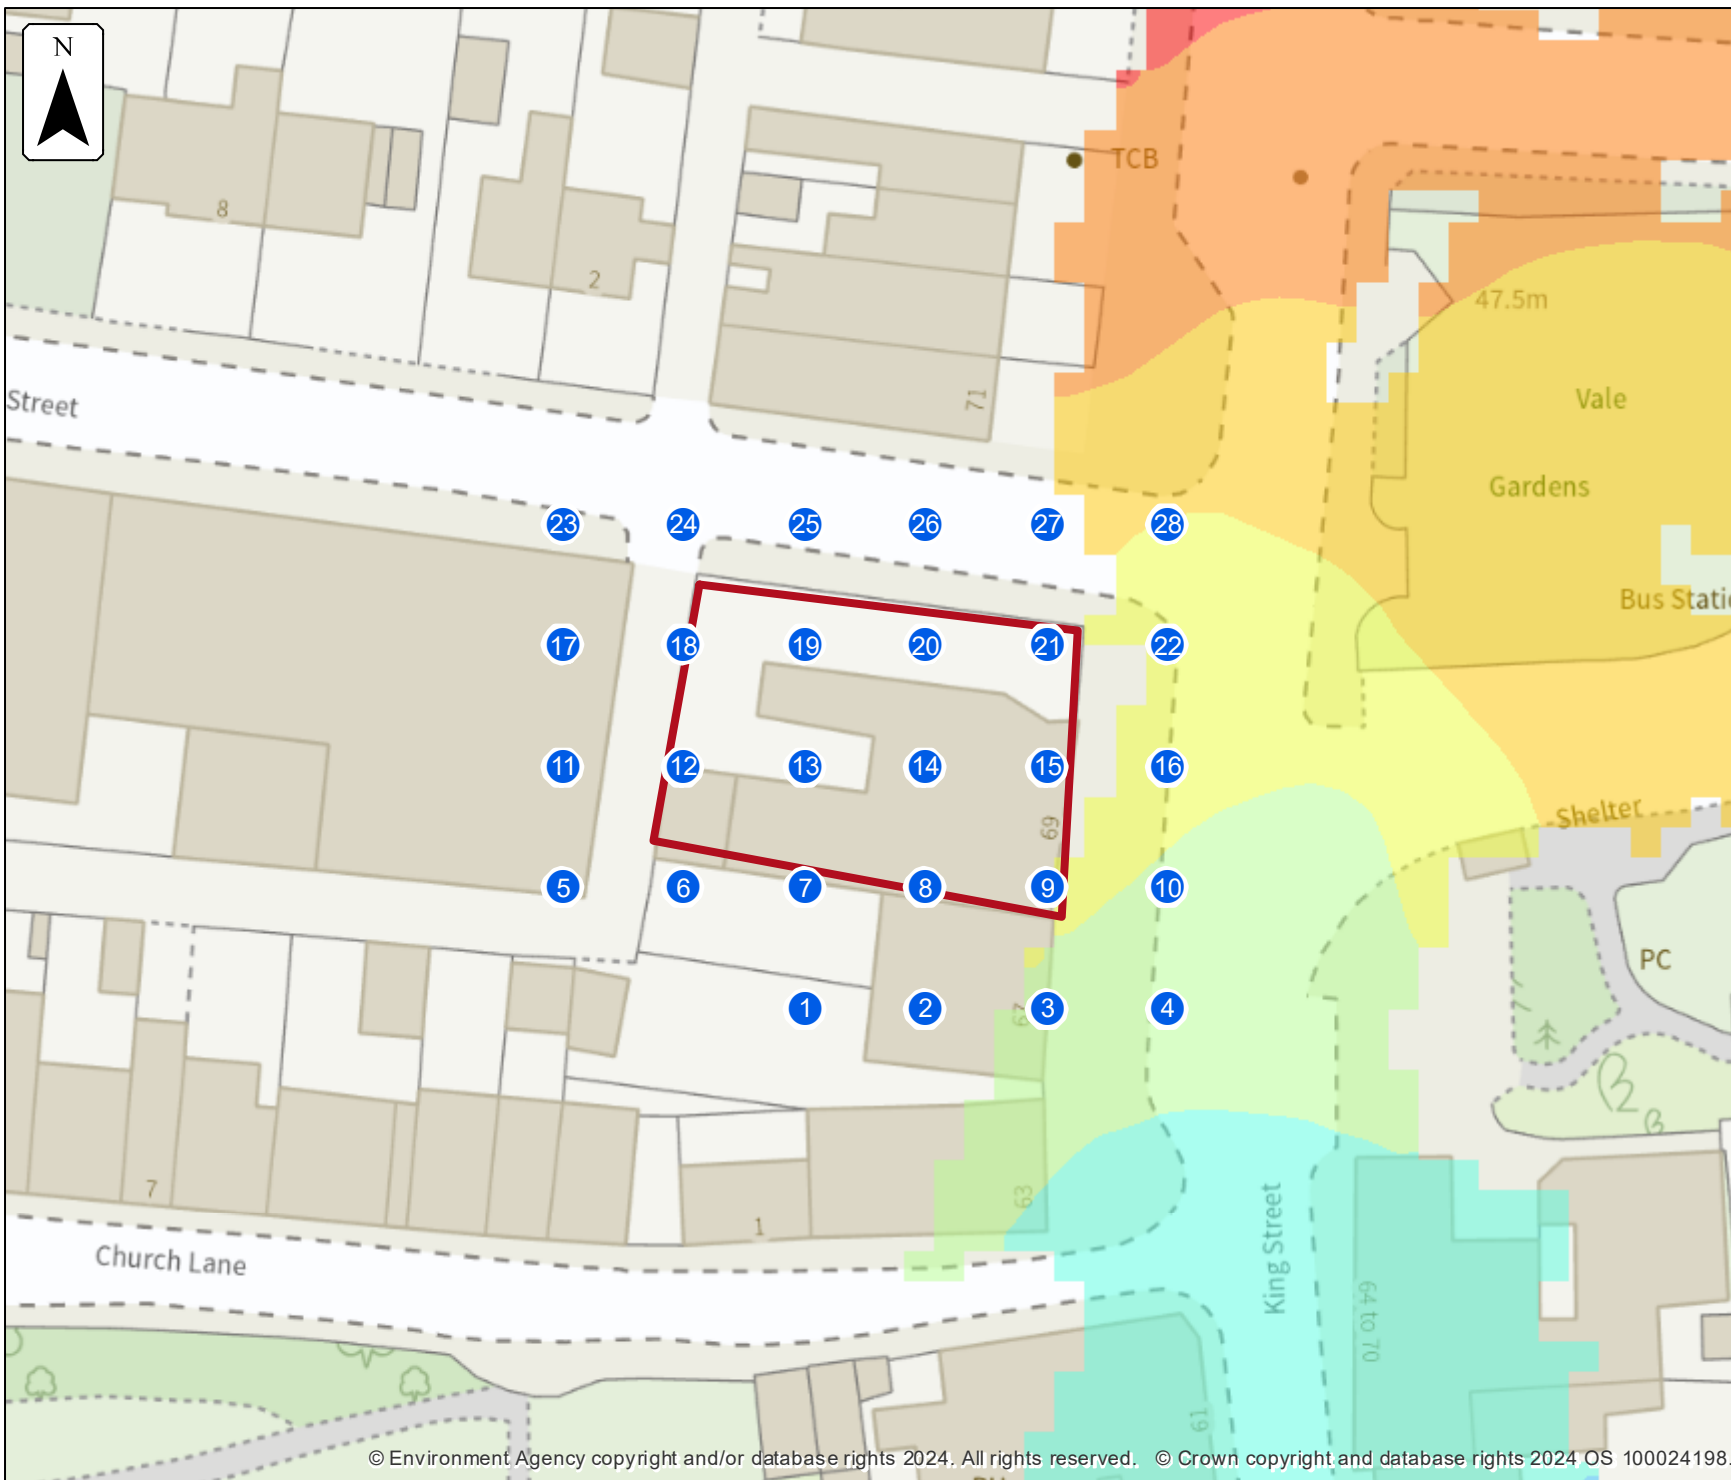 N
TCB
8
2
47.5m
Vale
71
Street
Gardens
23 24 25 26 27 28
Bus Stati
17 18 19 20 21 22
11 12 13 14 15 16
Shelter
69
5 6 7 8 9 10
PC
1 2 3 4
67
7
63
1
King Street
Church Lane
64 to 70
61
© Environment Agency copyright and/or database rights 2024. All rights reserved. © Crown copyright and database rights 2024 OS 100024198